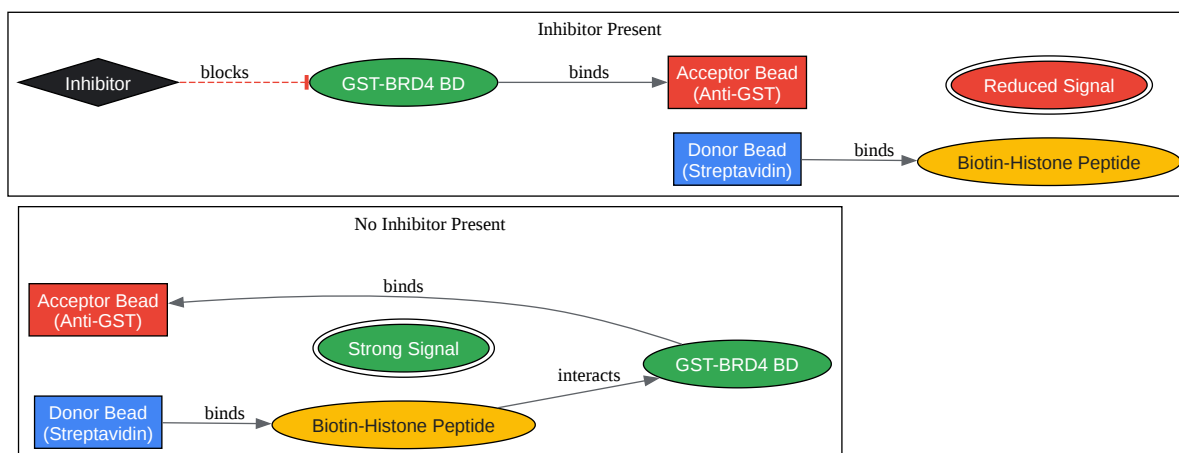 Inhibitor Present
Inhibitor
blocks
GST-BRD4 BD
binds
Acceptor Bead
(Anti-GST)
Reduced Signal
Donor Bead
(Streptavidin)
binds
Biotin-Histone Peptide
No Inhibitor Present
Acceptor Bead
(Anti-GST)
binds
Strong Signal
GST-BRD4 BD
interacts
Donor Bead
(Streptavidin)
binds
Biotin-Histone Peptide